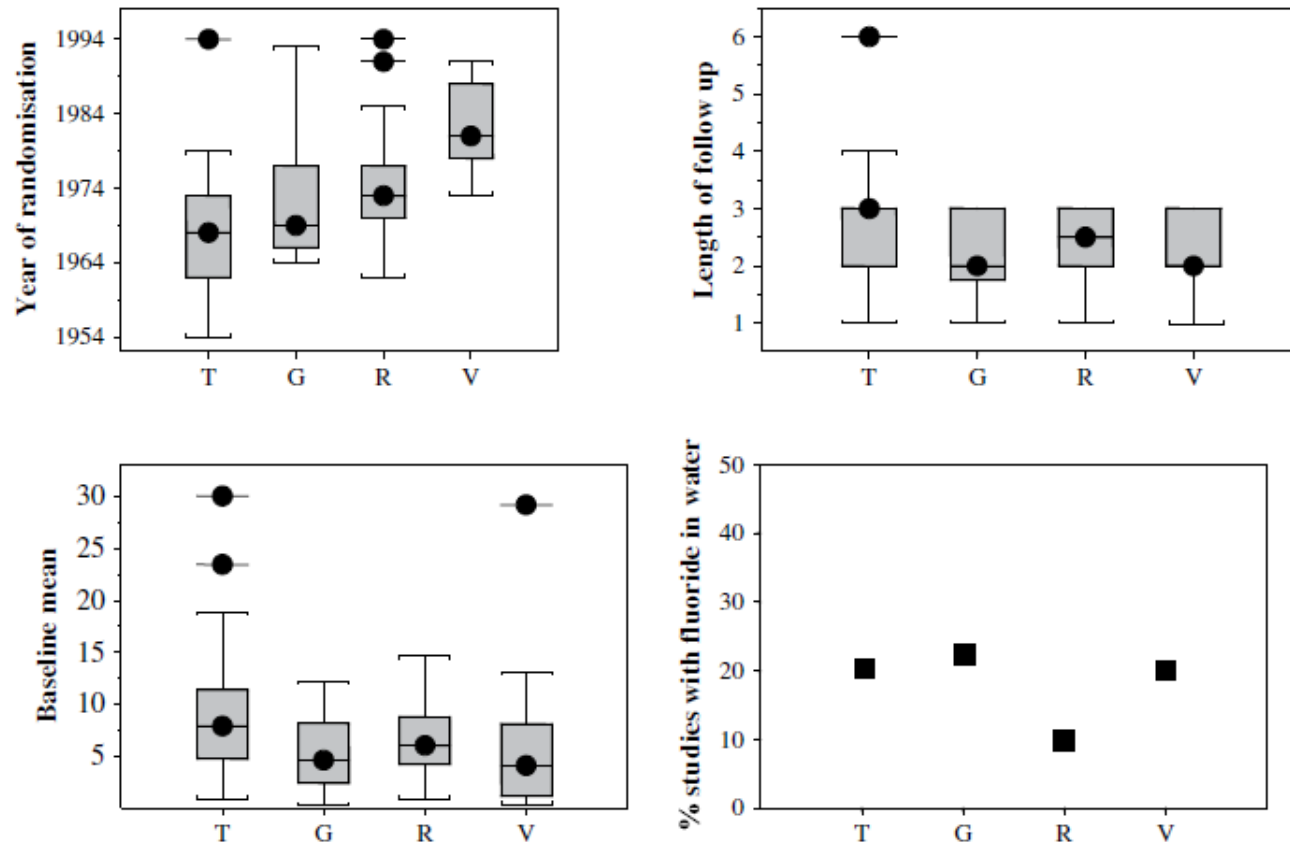 Year of randomisation
1994
1984
1974
1964
1954
T G R V
Length of follow up
6
5
4
3
2
1
T G R V
Baseline mean
30
25
20
15
10
5
T G R V
% studies with fluoride in water
50
40
30
20
10
0
T G R V